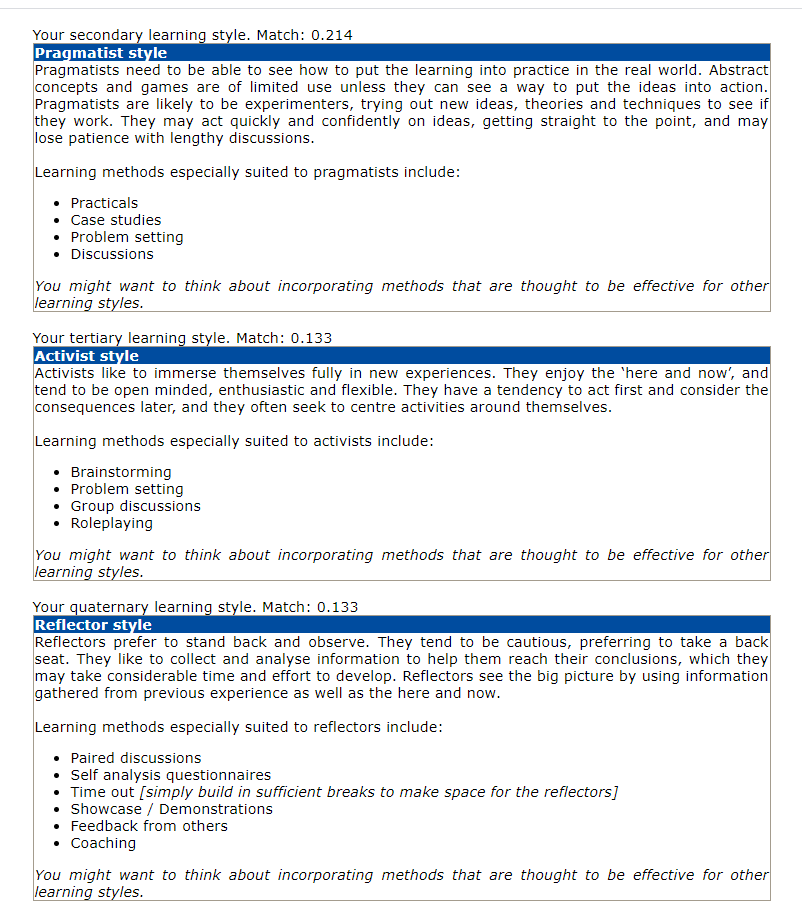 Your secondary learning style. Match: 0.214
Pragmatist style
Pragmatists need to be able to see how to put the learning into practice in the real world. Abstract
concepts and games are of limited use unless they can see a way to put the ideas into action.
Pragmatists are likely to be experimenters, trying out new ideas, theories and techniques to see if
they work. They may act quickly and confidently on ideas, getting straight to the point, and may
lose patience with lengthy discussions.
Learning methods especially suited to pragmatists include:
• Practicals
• Case studies
• Problem setting
• Discussions
You might want to think about incorporating methods that are thought to be effective for other
learning styles.
Your tertiary learning style. Match: 0.133
Activist style
Activists like to immerse themselves fully in new experiences. They enjoy the ‘here and now’, and
tend to be open minded, enthusiastic and flexible. They have a tendency to act first and consider the
consequences later, and they often seek to centre activities around themselves.
Learning methods especially suited to activists include:
• Brainstorming
• Problem setting
• Group discussions
• Roleplaying
You might want to think about incorporating methods that are thought to be effective for other
learning styles.
Your quaternary learning style. Match: 0.133
Reflector style
Reflectors prefer to stand back and observe. They tend to be cautious, preferring to take a back
seat. They like to collect and analyse information to help them reach their conclusions, which they
may take considerable time and effort to develop. Reflectors see the big picture by using information
gathered from previous experience as well as the here and now.
Learning methods especially suited to reflectors include:
• Paired discussions
• Self analysis questionnaires
• Time out [simply build in sufficient breaks to make space for the reflectors]
• Showcase / Demonstrations
• Feedback from others
• Coaching
You might want to think about incorporating methods that are thought to be effective for other
learning styles.